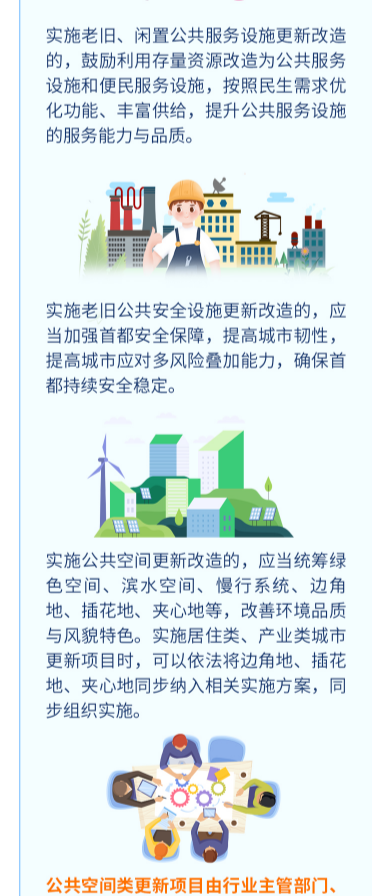 实施老旧、闲置公共服务设施更新改造
的，鼓励利用存量资源改造为公共服务
设施和便民服务设施，按照民生需求优
化功能、丰富供给，提升公共服务设施
的服务能力与品质。
实施老旧公共安全设施更新改造的，应
当加强首都安全保障，提高城市韧性，
提高城市应对多风险叠加能力，确保首
都持续安全稳定。
实施公共空间更新改造的，应当统筹绿
色空间、滨水空间、慢行系统、边角
地、插花地、夹心地等，改善环境品质
与风貌特色。实施居住类、产业类城市
更新项目时，可以依法将边角地、插花
地、夹心地同步纳入相关实施方案，同
步组织实施。
公共空间类更新项目由行业主管部门、